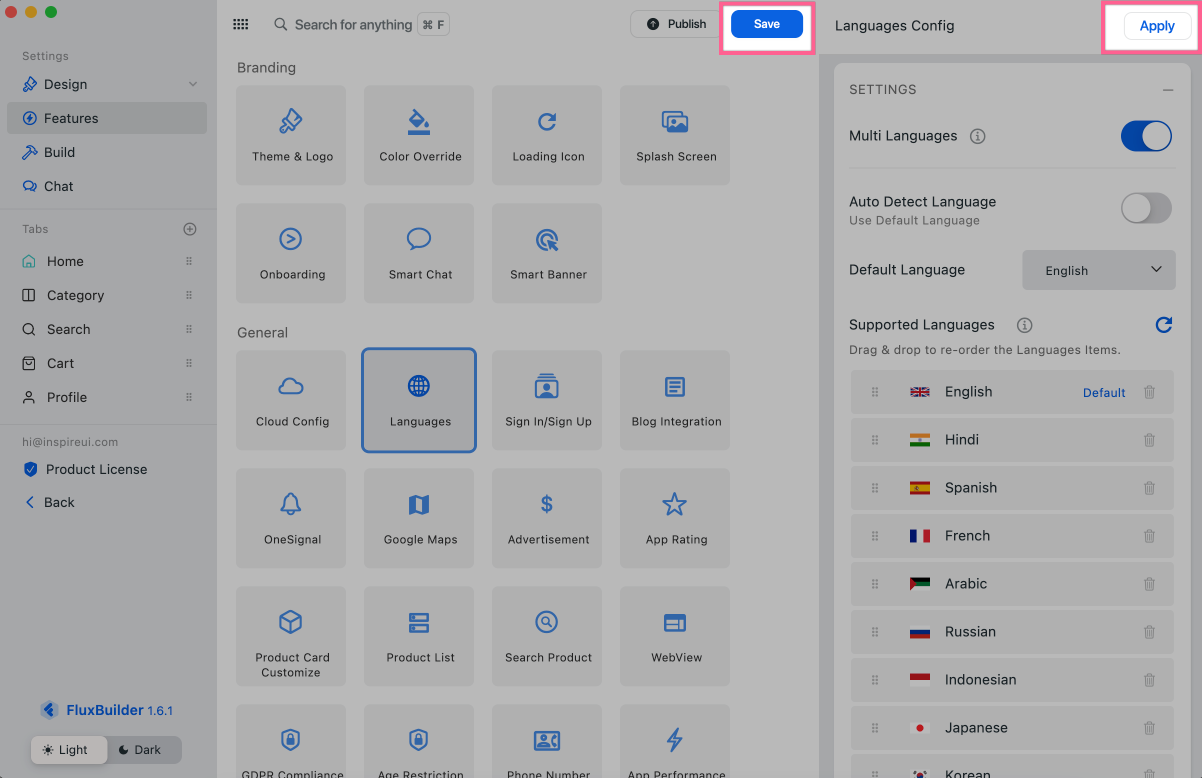 Settings
Design
Features
Build
Chat
Tabs
Home
Category
Search
Cart
Profile
hi@inspireui.com
Product License
Back
FluxBuilder 1.6.1
Light
Dark
Search for anything
⌘ F
Publish
Save
Branding
Theme & Logo
Color Override
Loading Icon
Splash Screen
Onboarding
Smart Chat
Smart Banner
General
Cloud Config
Languages
Sign In/Sign Up
Blog Integration
OneSignal
Google Maps
Advertisement
App Rating
Product Card
Customize
Product List
Search Product
WebView
GDPR Compliance
Age Restriction
Phone Number
App Performance
Languages Config
Apply
SETTINGS
Multi Languages
Auto Detect Language
Use Default Language
Default Language
English
Supported Languages
Drag & drop to re-order the Languages Items.
English
Default
Hindi
Spanish
French
Arabic
Russian
Indonesian
Japanese
Korean